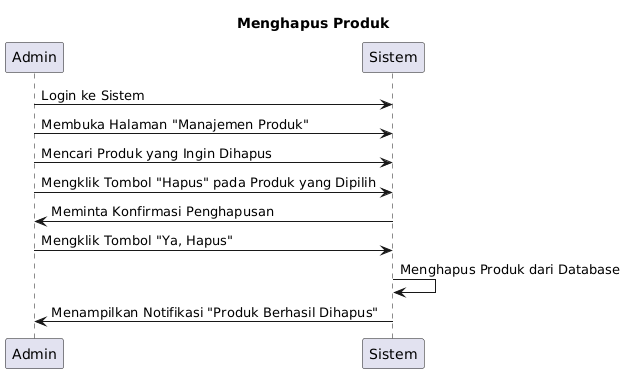 Menghapus Produk
Admin
Sistem
Login ke Sistem
Membuka Halaman "Manajemen Produk"
Mencari Produk yang Ingin Dihapus
Mengklik Tombol "Hapus" pada Produk yang Dipilih
Meminta Konfirmasi Penghapusan
Mengklik Tombol "Ya, Hapus"
Menghapus Produk dari Database
Menampilkan Notifikasi "Produk Berhasil Dihapus"
Admin
Sistem